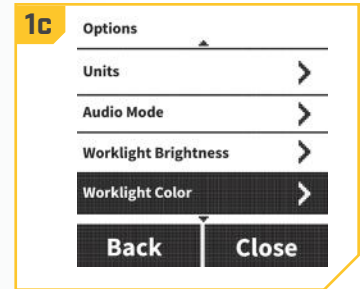 1c
Options
Units
Audio Mode
Worklight Brightness
Worklight Color
Back Close